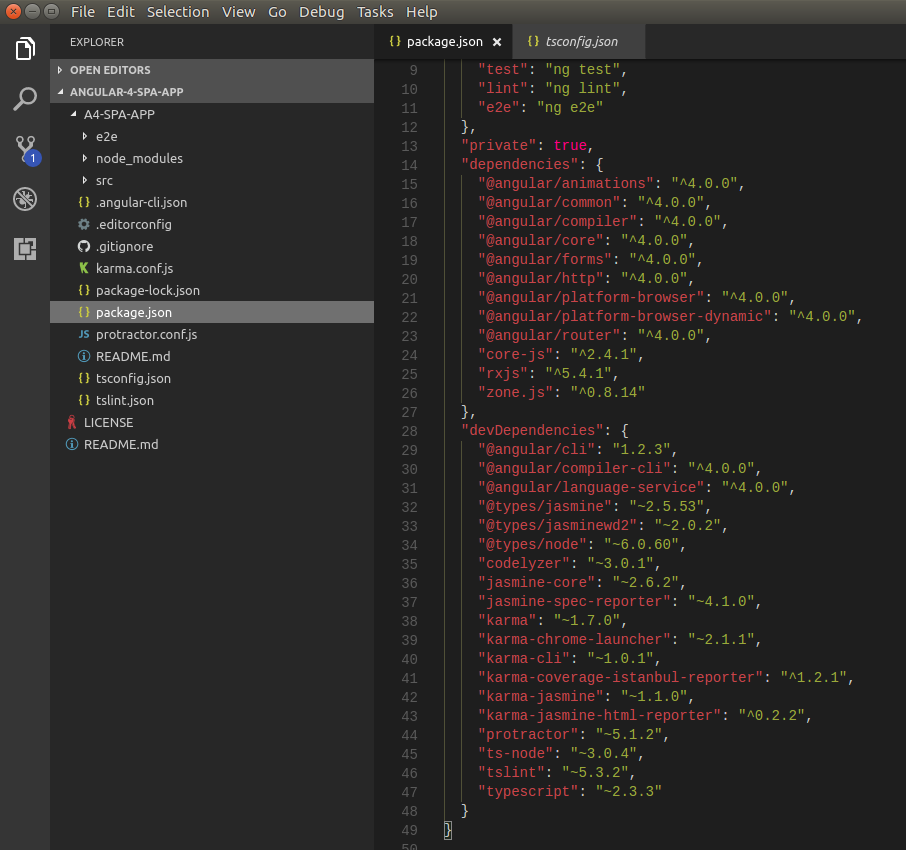 File Edit Selection View Go Debug Tasks Help
EXPLORER
OPEN EDITORS
ANGULAR-4-SPA-APP
A4-SPA-APP
e2e
node_modules
src
{} .angular-cli.json
.editorconfig
.gitignore
K karma.conf.js
{} package-lock.json
{} package.json
JS protractor.conf.js
README.md
{} tsconfig.json
{} tslint.json
LICENSE
README.md
1
{} package.json × {} tsconfig.json
9 "test": "ng test",
10 "lint": "ng lint",
11 "e2e": "ng e2e"
12 },
13 "private": true,
14 "dependencies": {
15 "@angular/animations": "^4.0.0",
16 "@angular/common": "^4.0.0",
17 "@angular/compiler": "^4.0.0",
18 "@angular/core": "^4.0.0",
19 "@angular/forms": "^4.0.0",
20 "@angular/http": "^4.0.0",
21 "@angular/platform-browser": "^4.0.0",
22 "@angular/platform-browser-dynamic": "^4.0.0",
23 "@angular/router": "^4.0.0",
24 "core-js": "^2.4.1",
25 "rxjs": "^5.4.1",
26 "zone.js": "^0.8.14"
27 },
28 "devDependencies": {
29 "@angular/cli": "1.2.3",
30 "@angular/compiler-cli": "^4.0.0",
31 "@angular/language-service": "^4.0.0",
32 "@types/jasmine": "~2.5.53",
33 "@types/jasminewd2": "~2.0.2",
34 "@types/node": "~6.0.60",
35 "codelyzer": "~3.0.1",
36 "jasmine-core": "~2.6.2",
37 "jasmine-spec-reporter": "~4.1.0",
38 "karma": "~1.7.0",
39 "karma-chrome-launcher": "~2.1.1",
40 "karma-cli": "~1.0.1",
41 "karma-coverage-istanbul-reporter": "^1.2.1",
42 "karma-jasmine": "~1.1.0",
43 "karma-jasmine-html-reporter": "^0.2.2",
44 "protractor": "~5.1.2",
45 "ts-node": "~3.0.4",
46 "tslint": "~5.3.2",
47 "typescript": "~2.3.3"
48 }
49 }
50